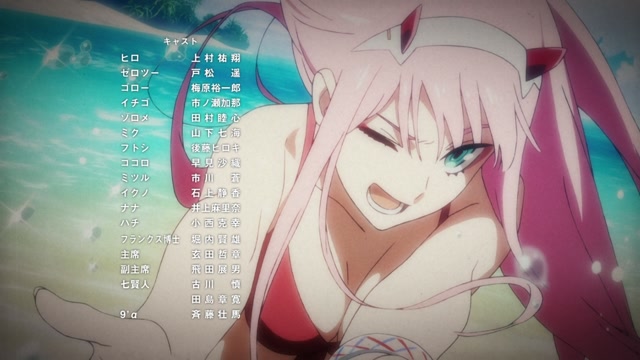 キャスト
ヒロ 上村祐翔
ゼロツー 戸松 遥
ゴロー 梅原裕一郎
イチゴ 市ノ瀬加那
ゾロメ 田村睦心
ミク 山下七海
フトシ 後藤ヒロキ
ココロ 早見沙織
ミツル 市川 蒼
イクノ 石上静香
ナナ 井上麻里奈
ハチ 小西克幸
フランクス博士 堀内賢雄
主席 玄田哲章
副主席 飛田展男
七賢人 古川 慎
田島章寛
9'α 斉藤壮馬